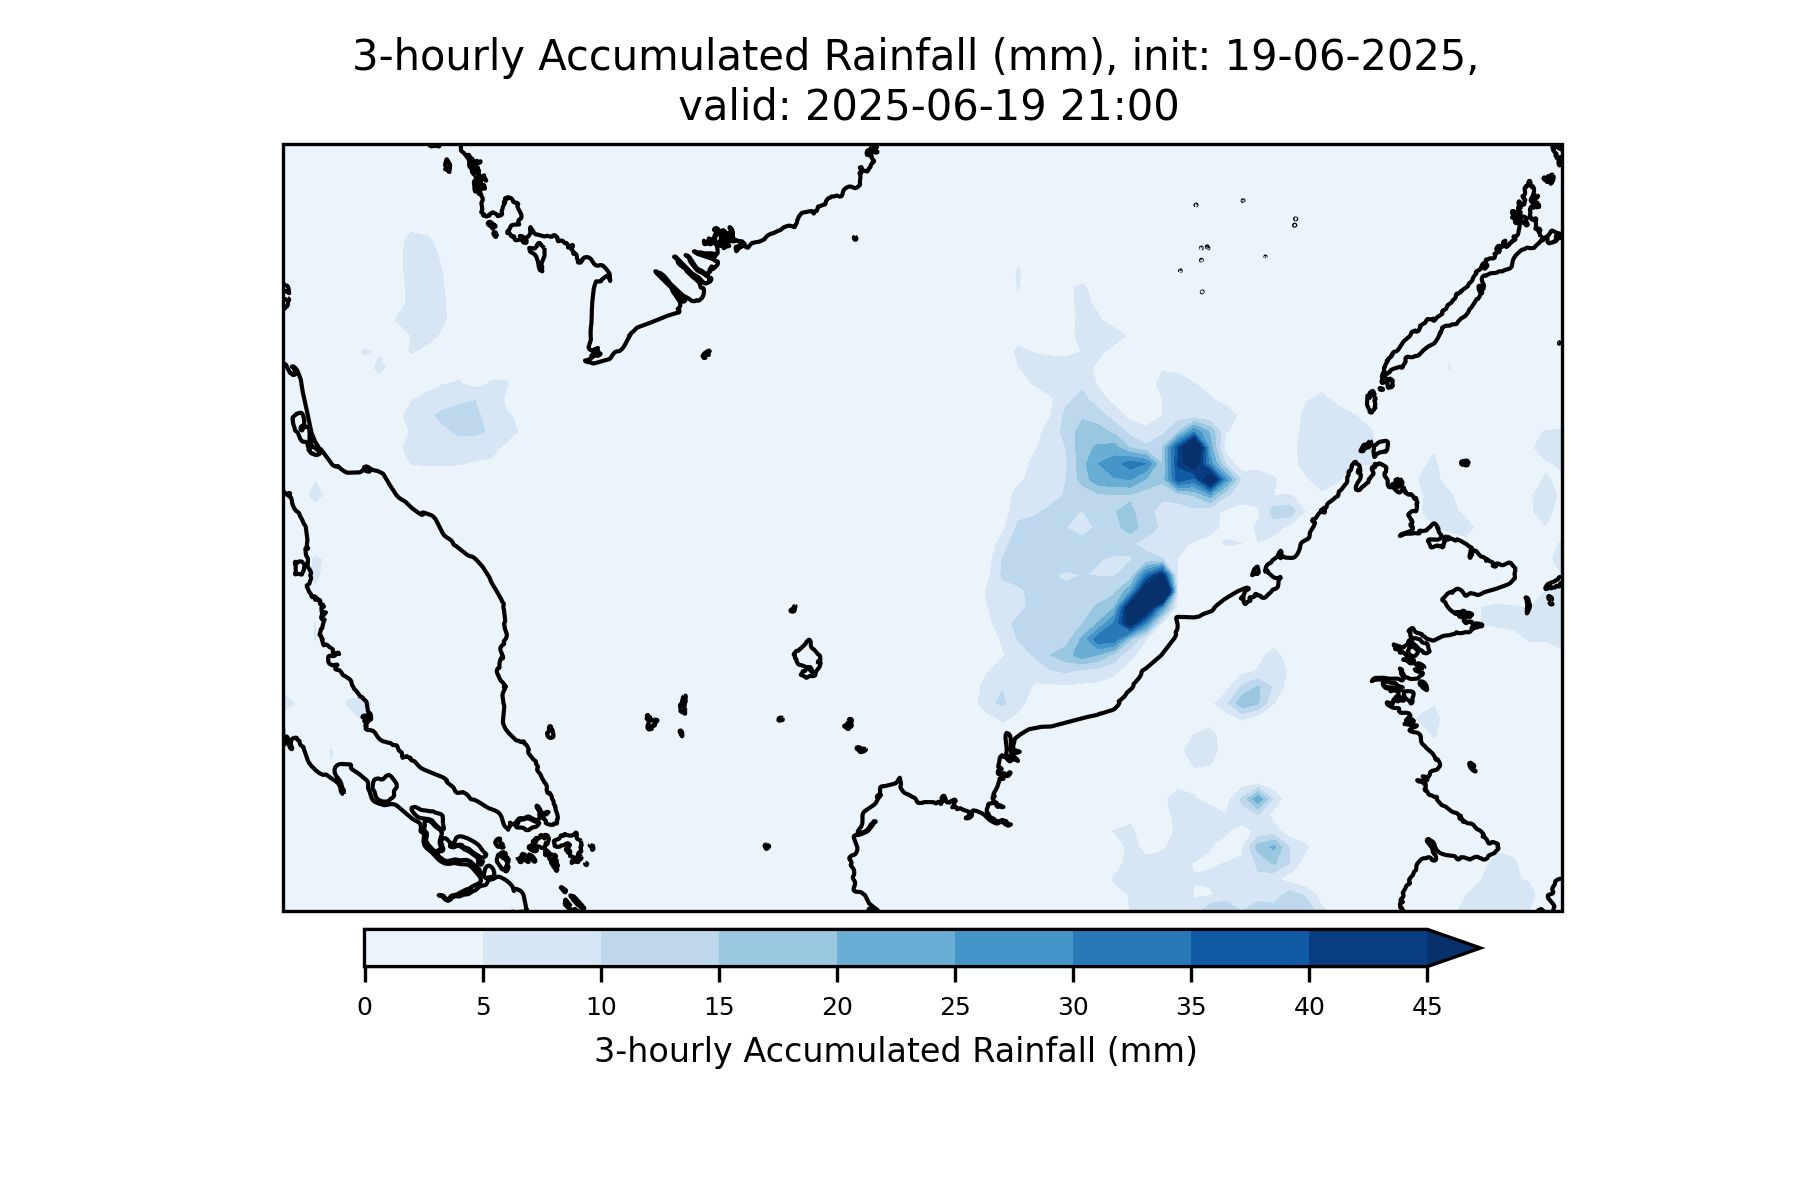 3-hourly Accumulated Rainfall (mm), init: 19-06-2025,
valid: 2025-06-19 21:00
0 5 10 15 20 25 30 35 40 45
3-hourly Accumulated Rainfall (mm)